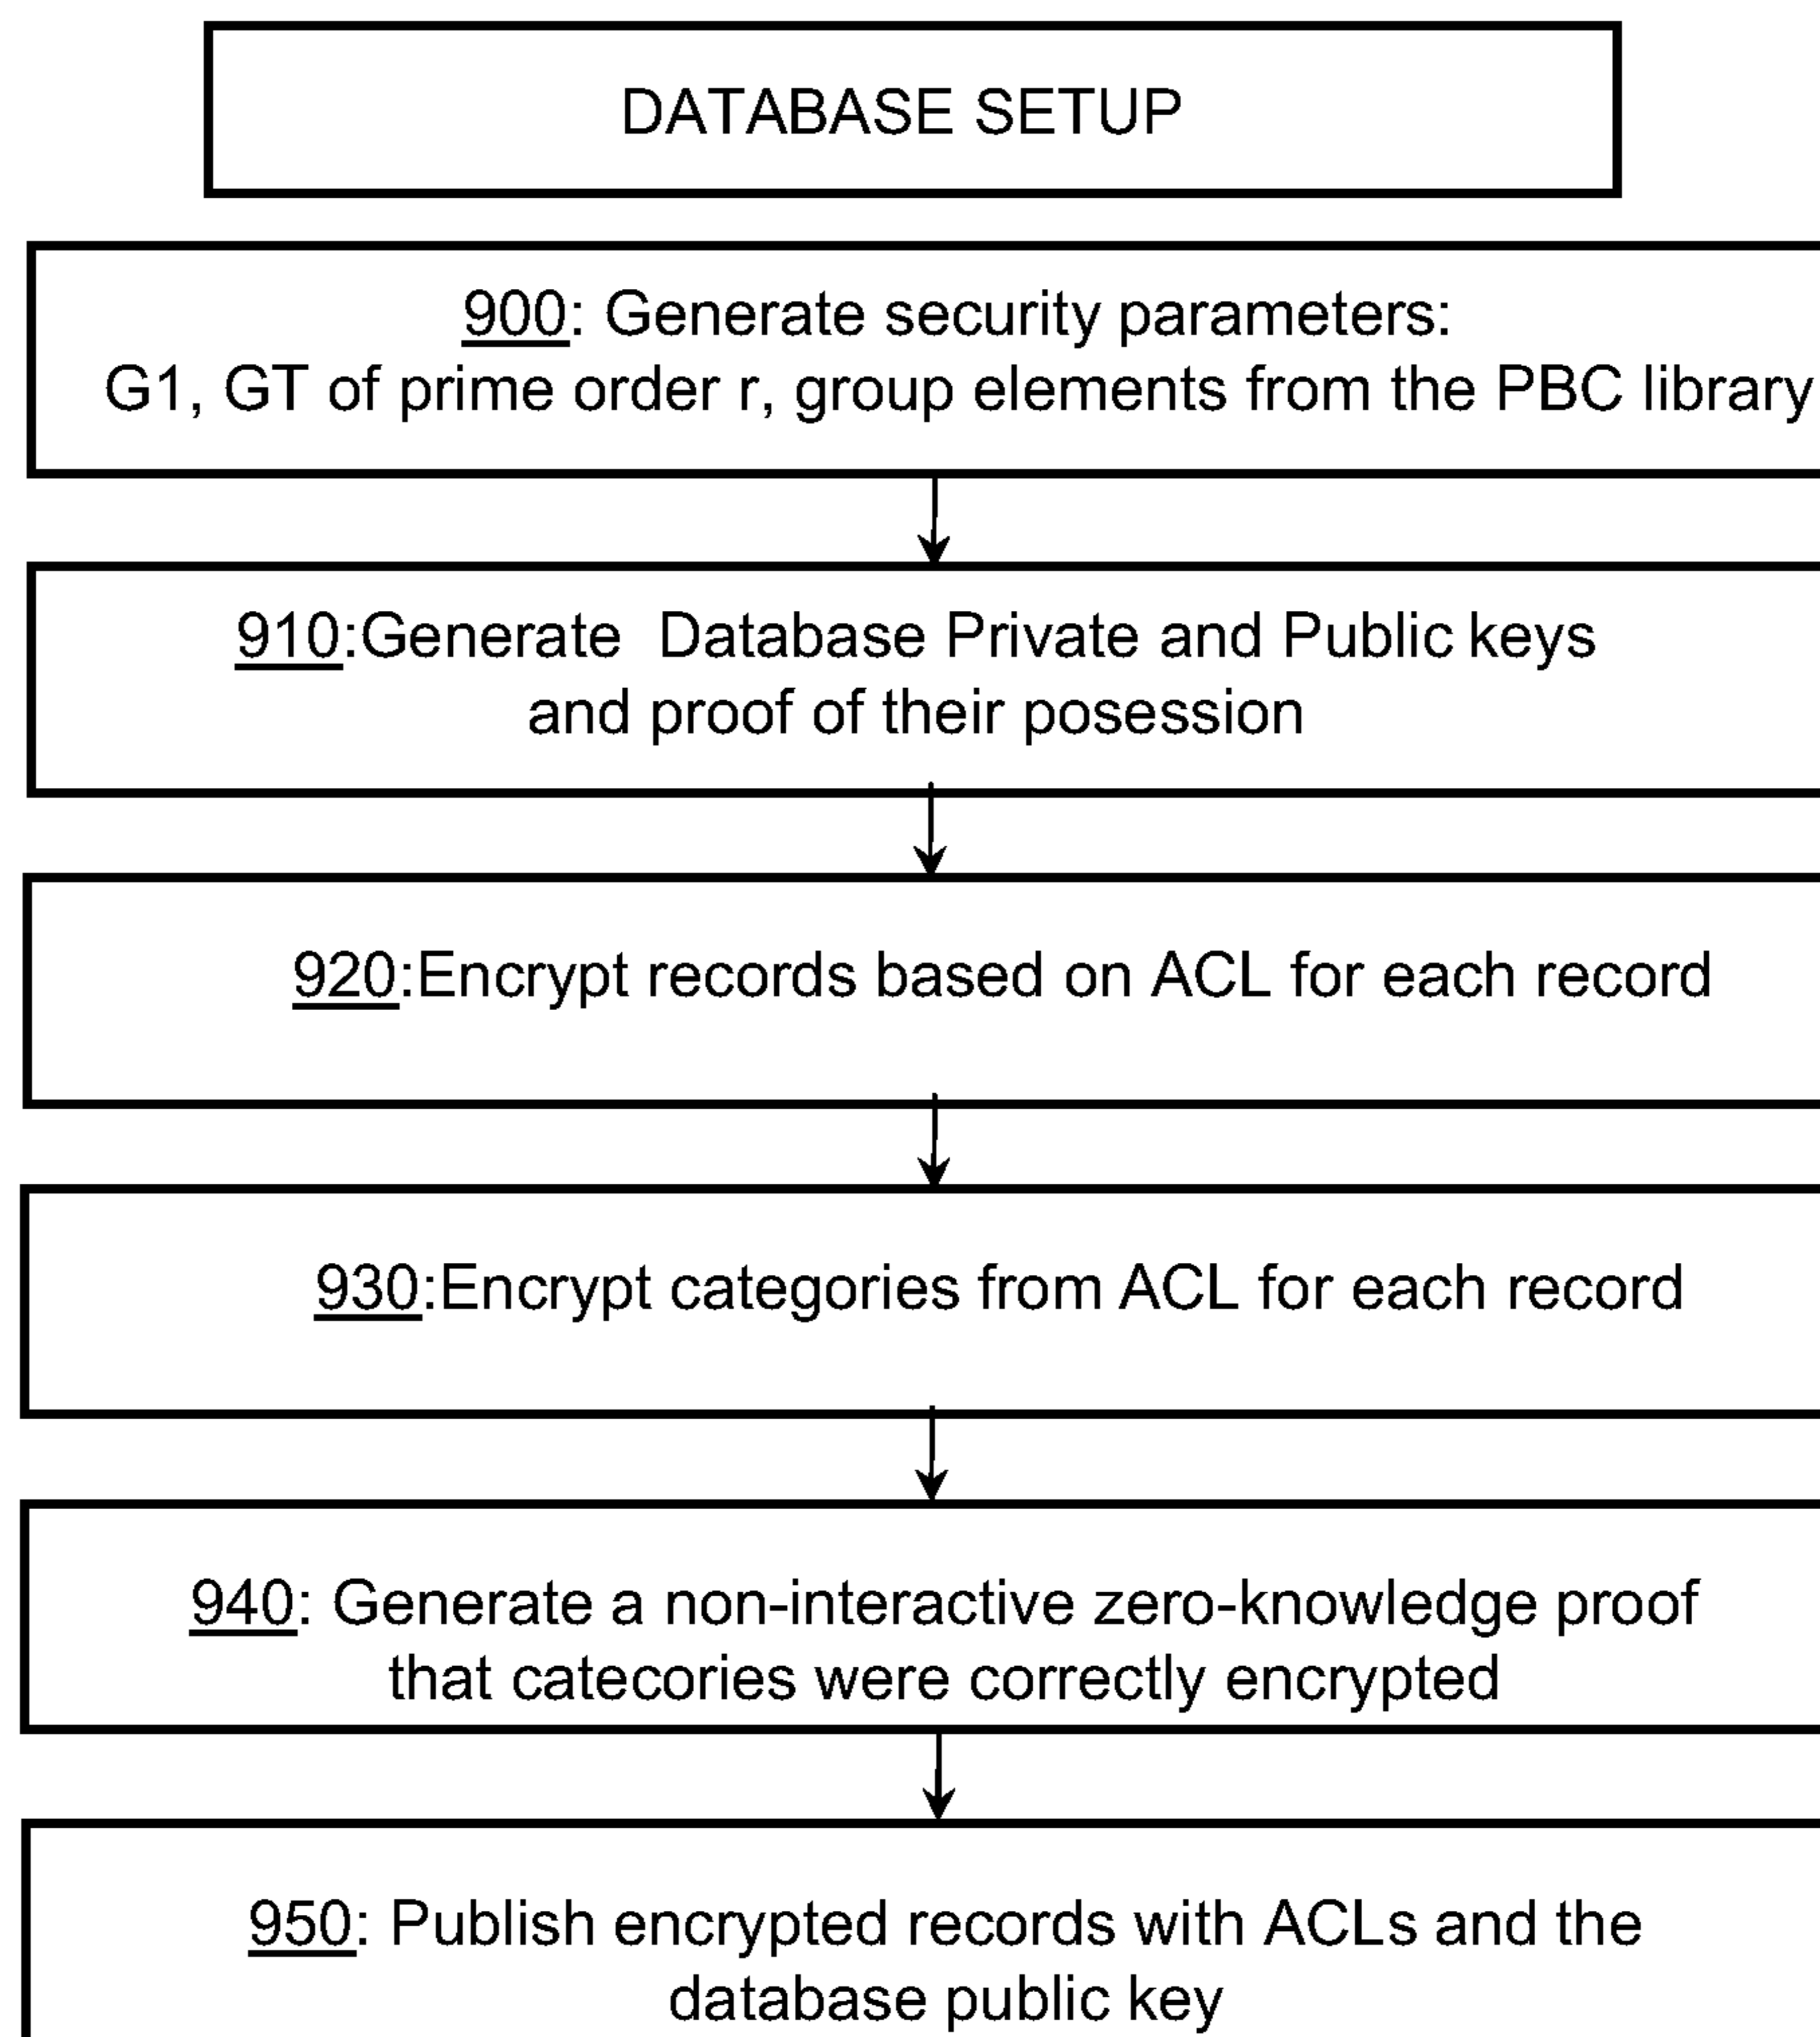 DATABASE SETUP
900: Generate security parameters:
G1, GT of prime order r, group elements from the PBC library
910:Generate  Database Private and Public keys
and proof of their posession
920:Encrypt records based on ACL for each record
930:Encrypt categories from ACL for each record
940: Generate a non-interactive zero-knowledge proof
that catecories were correctly encrypted
950: Publish encrypted records with ACLs and the
database public key